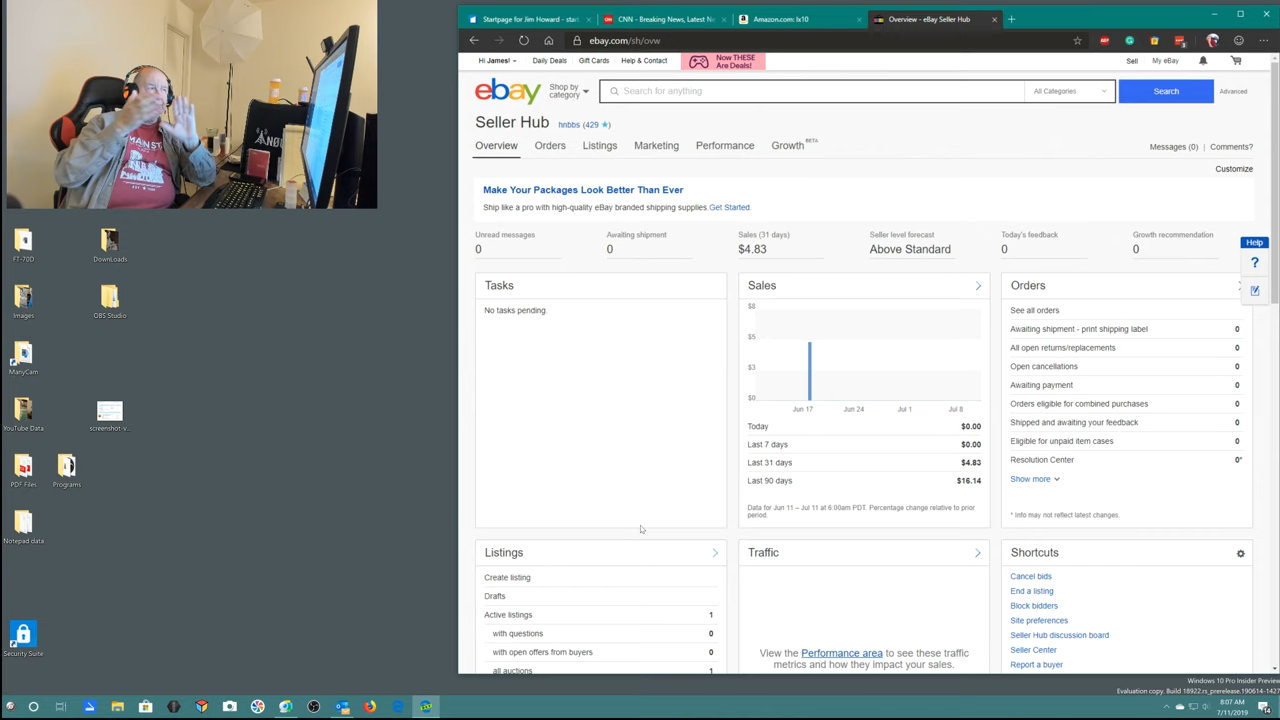 Startpage for Jim Howard - start
CNN - Breaking News, Latest Ne
Amazon.com: lx10
Overview - eBay Seller Hub
ebay.com/sh/ovw
Hi James!
Daily Deals
Gift Cards
Help & Contact
Now THESE
Are Deals!
Sell
My eBay
ebay
Shop by
category
Search for anything
All Categories
Search
Advanced
Seller Hub
hnbbs (429 ★)
Overview
Orders
Listings
Marketing
Performance
Growth
BETA
Messages (0)
Comments?
Customize
Make Your Packages Look Better Than Ever
Ship like a pro with high-quality eBay branded shipping supplies. Get Started.
Unread messages
0
Awaiting shipment
0
Sales (31 days)
$4.83
Seller level forecast
Above Standard
Today's feedback
0
Growth recommendation
0
Help
?
Tasks
No tasks pending.
Sales
$8
$5
$3
$0
Jun 17
Jun 24
Jul 1
Jul 8
Today $0.00
Last 7 days $0.00
Last 31 days $4.83
Last 90 days $16.14
Data for Jun 11 – Jul 11 at 6:00am PDT. Percentage change relative to prior
period.
Orders
See all orders
Awaiting shipment - print shipping label 0
All open returns/replacements 0
Open cancellations 0
Awaiting payment 0
Orders eligible for combined purchases 0
Shipped and awaiting your feedback 0
Eligible for unpaid item cases 0
Resolution Center 0*
Show more
* Info may not reflect latest changes.
Listings
Create listing
Drafts
Active listings 1
with questions 0
with open offers from buyers 0
all auctions 1
Traffic
View the Performance area to see these traffic
metrics and how they impact your sales.
Shortcuts
Cancel bids
End a listing
Block bidders
Site preferences
Seller Hub discussion board
Seller Center
Report a buyer
FT-70D
DownLoads
Images
OBS Studio
ManyCam
YouTube Data
screenshot-v...
PDF Files
Programs
Notepad data
Security Suite
Windows 10 Pro Insider Preview
Evaluation copy. Build 18922.rs_prerelease.190614-1427
8:07 AM
7/11/2019